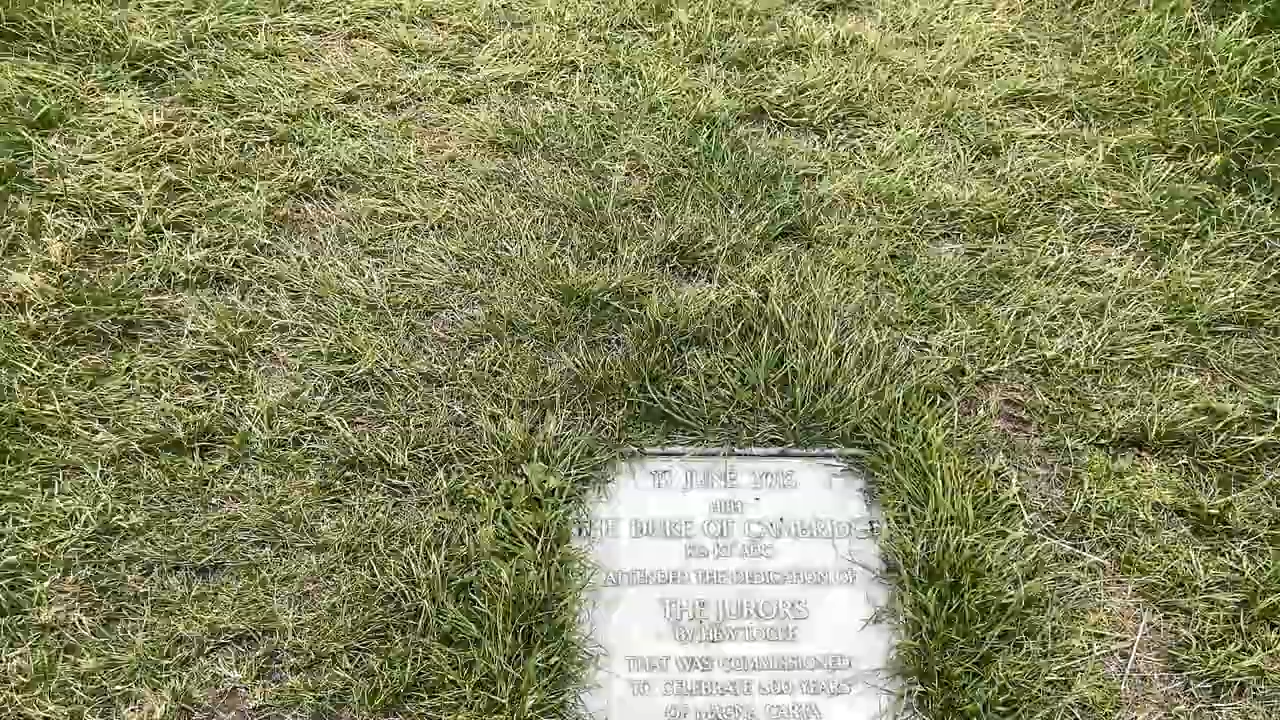 15 JUNE 2015
HRH
THE DUKE OF CAMBRIDGE
KG KT ADC
ATTENDED THE DEDICATION OF
THE JURORS
BY HEW LOCKE
THAT WAS COMMISSIONED
TO CELEBRATE 800 YEARS
OF MAGNA CARTA